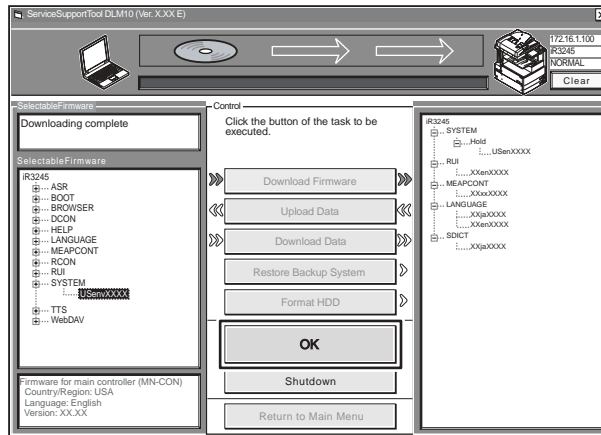 ServiceSupportTool DLM10 (Ver. X.XX E)
172.16.1.100
iR3245
NORMAL
Clear
SelectableFirmware
Downloading complete
SelectableFirmware
iR3245
ASR
BOOT
BROWSER
DCON
HELP
LANGUAGE
MEAPCONT
RCON
RUI
SYSTEM
USenvXXXX
TTS
WebDAV
Firmware for main controller (MN-CON)
Country/Region: USA
Language: English
Version: XX.XX
Control
Click the button of the task to be
executed.
Download Firmware
Upload Data
Download Data
Restore Backup System
Format HDD
OK
Shutdown
Return to Main Menu
iR3245
SYSTEM
Hold
USenXXXX
RUI
XXenXXXX
MEAPCONT
XXxxXXXX
LANGUAGE
XXjaXXXX
XXenXXXX
SDICT
XXjaXXXX